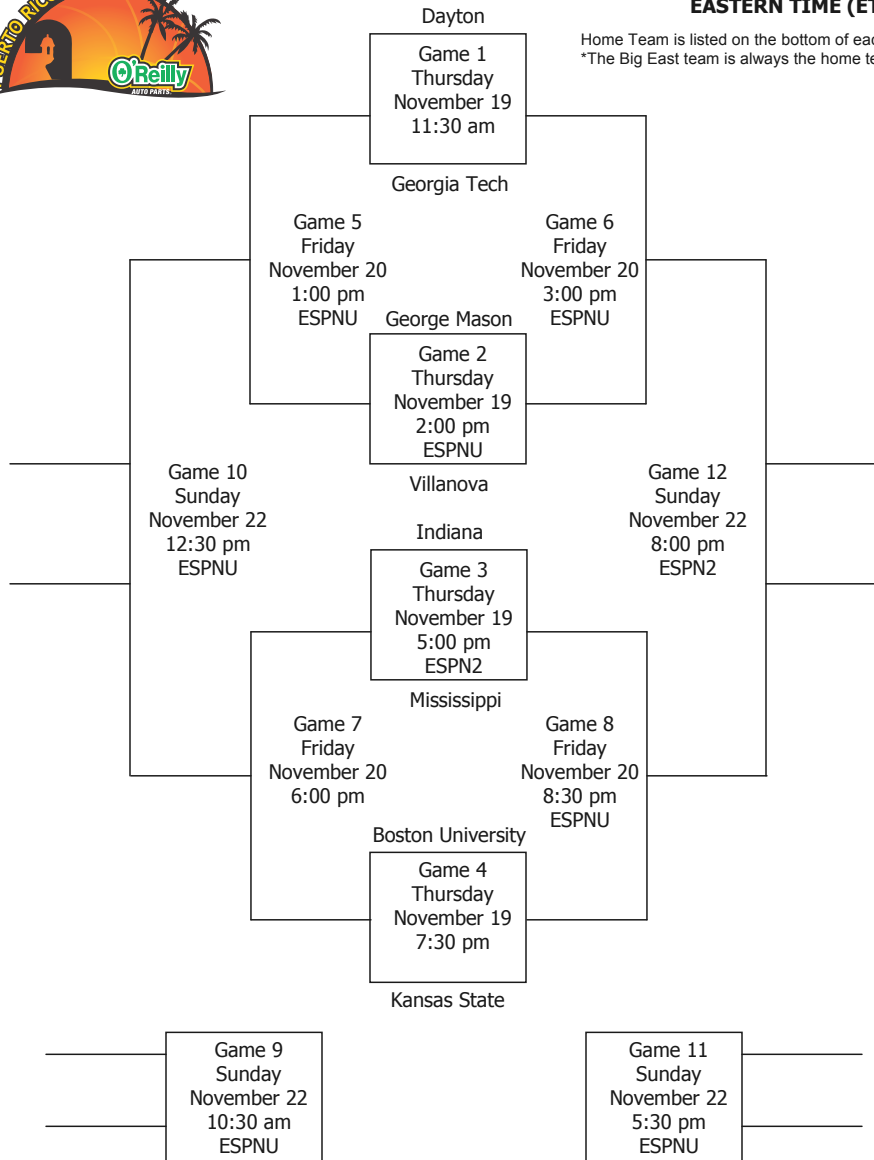 PUERTO RICO
O'Reilly
AUTO PARTS
EASTERN TIME (ET
Home Team is listed on the bottom of eac
*The Big East team is always the home te
Dayton
Game 1
Thursday
November 19
11:30 am
Georgia Tech
Game 5
Friday
November 20
1:00 pm
ESPNU
Game 6
Friday
November 20
3:00 pm
ESPNU
George Mason
Game 2
Thursday
November 19
2:00 pm
ESPNU
Villanova
Game 10
Sunday
November 22
12:30 pm
ESPNU
Game 12
Sunday
November 22
8:00 pm
ESPN2
Indiana
Game 3
Thursday
November 19
5:00 pm
ESPN2
Mississippi
Game 7
Friday
November 20
6:00 pm
Game 8
Friday
November 20
8:30 pm
ESPNU
Boston University
Game 4
Thursday
November 19
7:30 pm
Kansas State
Game 9
Sunday
November 22
10:30 am
ESPNU
Game 11
Sunday
November 22
5:30 pm
ESPNU